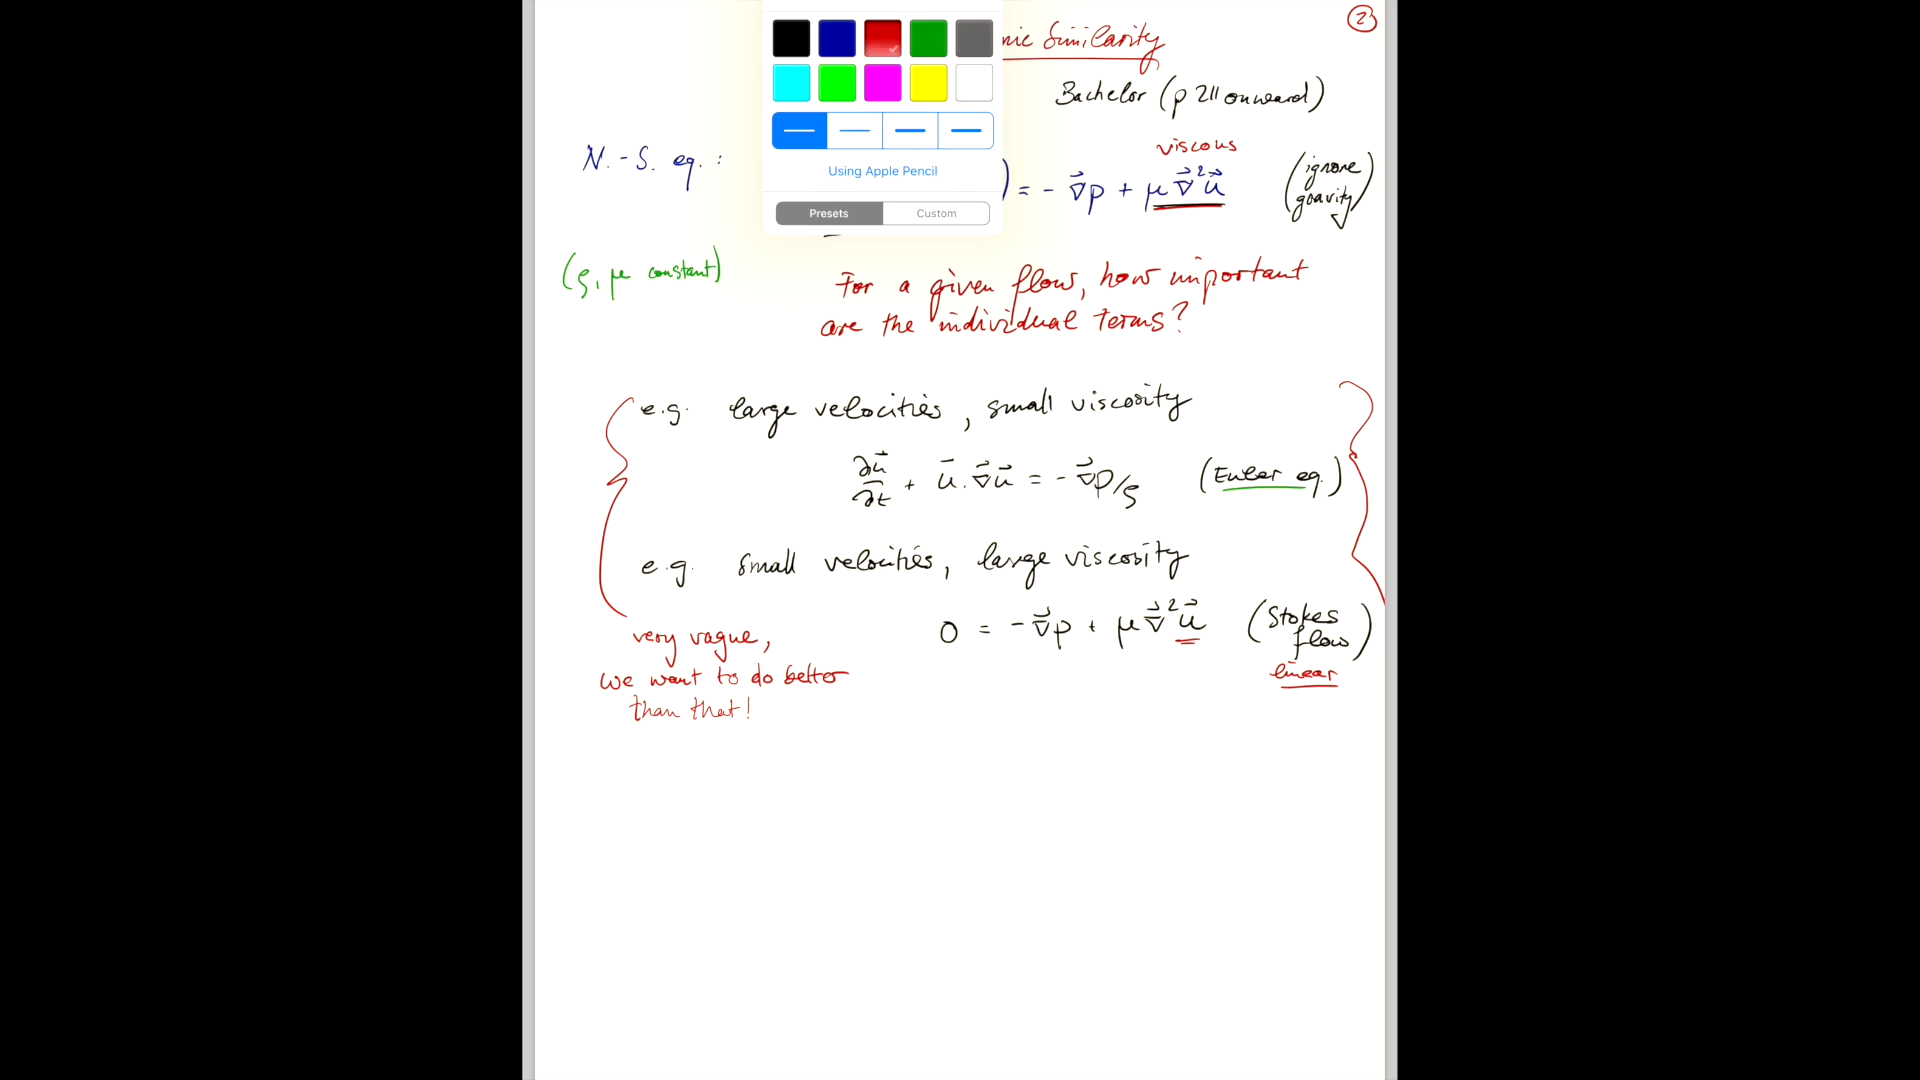 nic Similarity
②
Bachelor (p 211 onward)
viscous
N.-S. eq. :
) = - ∇⃗p + μ ∇⃗²u⃗
(ignore gravity)
Using Apple Pencil
Presets
Custom
(ρ, μ constant)
For a given flow, how important
are the individual terms?
e.g. large velocities, small viscosity
∂u⃗/∂t + u̅.∇⃗u⃗ = - ∇⃗p/ρ (Euler eq.)
e.g. small velocities, large viscosity
0 = - ∇⃗p + μ∇⃗²u⃗ (Stokes flow)
linear
very vague,
we want to do better
than that!